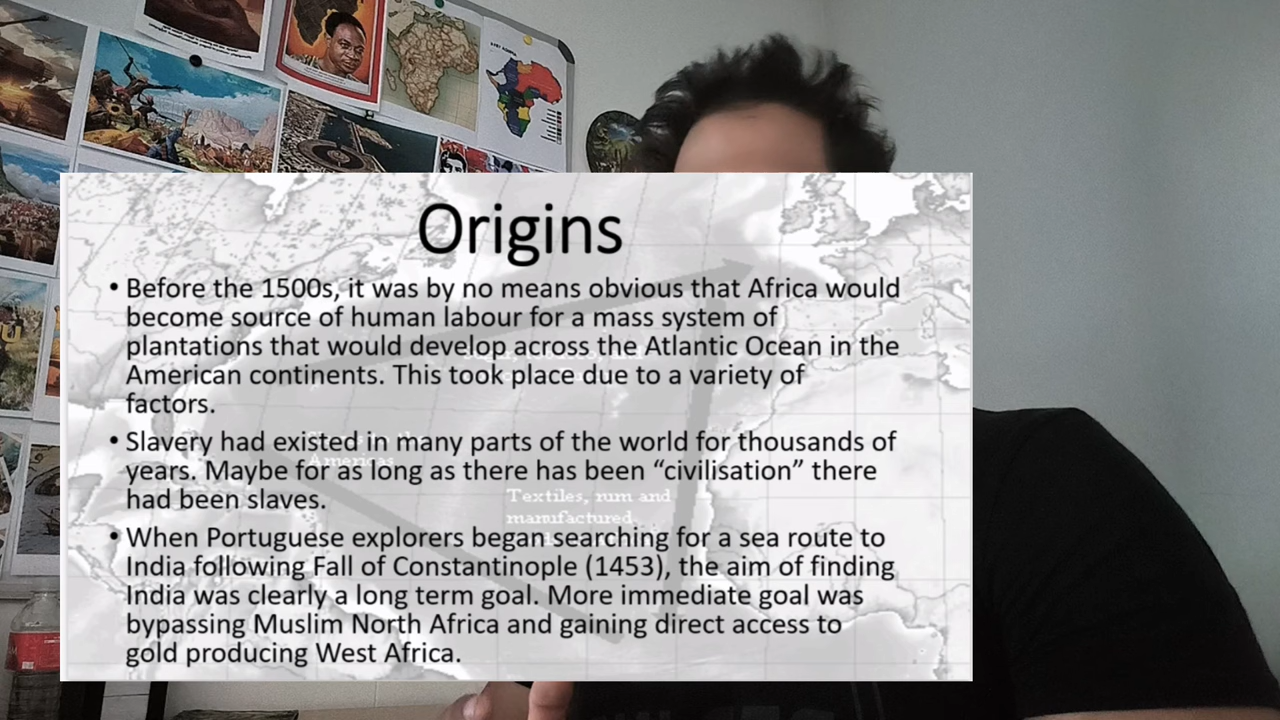 Origins
• Before the 1500s, it was by no means obvious that Africa would
become source of human labour for a mass system of
plantations that would develop across the Atlantic Ocean in the
American continents. This took place due to a variety of
factors.
• Slavery had existed in many parts of the world for thousands of
years. Maybe for as long as there has been “civilisation” there
had been slaves.
Americas
Textiles, rum and
manufactured
• When Portuguese explorers began searching for a sea route to
India following Fall of Constantinople (1453), the aim of finding
India was clearly a long term goal. More immediate goal was
bypassing Muslim North Africa and gaining direct access to
gold producing West Africa.